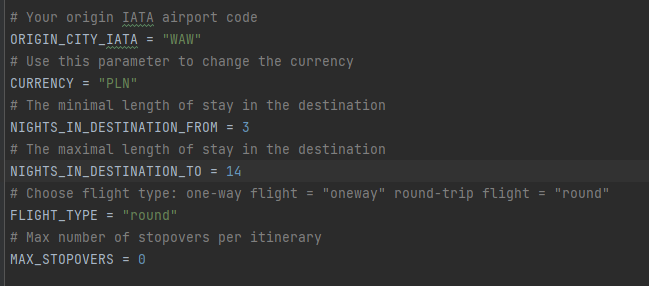 # Your origin IATA airport code
ORIGIN_CITY_IATA = "WAW"
# Use this parameter to change the currency
CURRENCY = "PLN"
# The minimal length of stay in the destination
NIGHTS_IN_DESTINATION_FROM = 3
# The maximal length of stay in the destination
NIGHTS_IN_DESTINATION_TO = 14
# Choose flight type: one-way flight = "oneway" round-trip flight = "round"
FLIGHT_TYPE = "round"
# Max number of stopovers per itinerary
MAX_STOPOVERS = 0